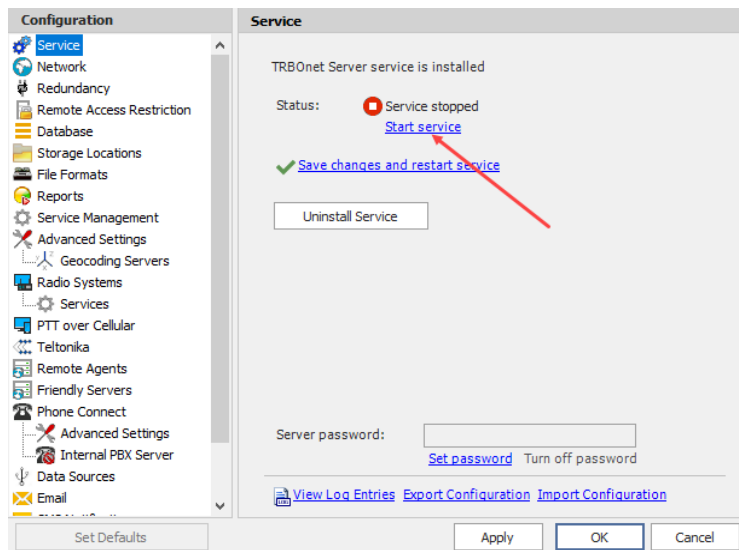 Configuration
Service
Network
Redundancy
Remote Access Restriction
Database
Storage Locations
File Formats
Reports
Service Management
Advanced Settings
Geocoding Servers
Radio Systems
Services
PTT over Cellular
Teltonika
Remote Agents
Friendly Servers
Phone Connect
Advanced Settings
Internal PBX Server
Data Sources
Email
Set Defaults
Service
TRBOnet Server service is installed
Status: Service stopped
Start service
Save changes and restart service
Uninstall Service
Server password:
Set password Turn off password
View Log Entries Export Configuration Import Configuration
Apply OK Cancel